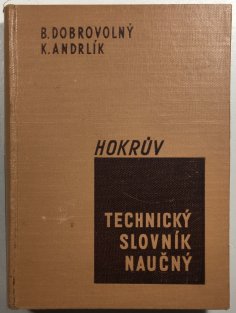 B. DOBROVOLNÝ
K. ANDRLÍK
HOKRŮV
TECHNICKÝ
SLOVNÍK
NAUČNÝ